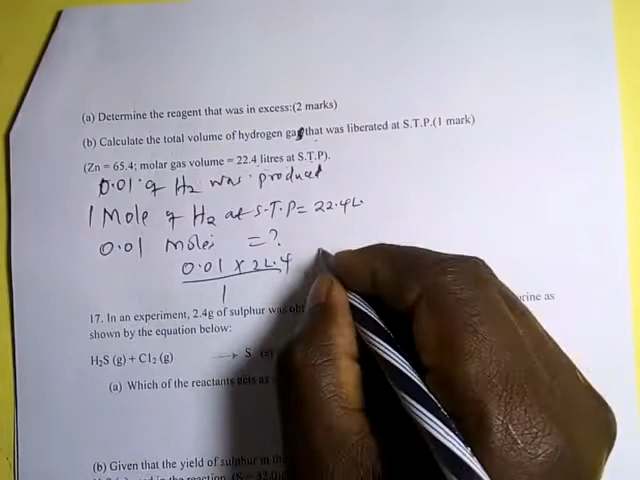 (a) Determine the reagent that was in excess:(2 marks)
(b) Calculate the total volume of hydrogen gas that was liberated at S.T.P.(1 mark)
(Zn = 65.4; molar gas volume = 22.4 litres at S.T.P).
0.01 of H₂ was produced
1 Mole of H₂ at S.T.P = 22.4L.
0.01 Moles = ?
0.01 x 22.4
1
17. In an experiment, 2.4g of sulphur was as
shown by the equation below:
H₂S (g) + Cl₂ (g) → S
(a) Which of the reactants acts as
(b) Given that the yield of sulphur in